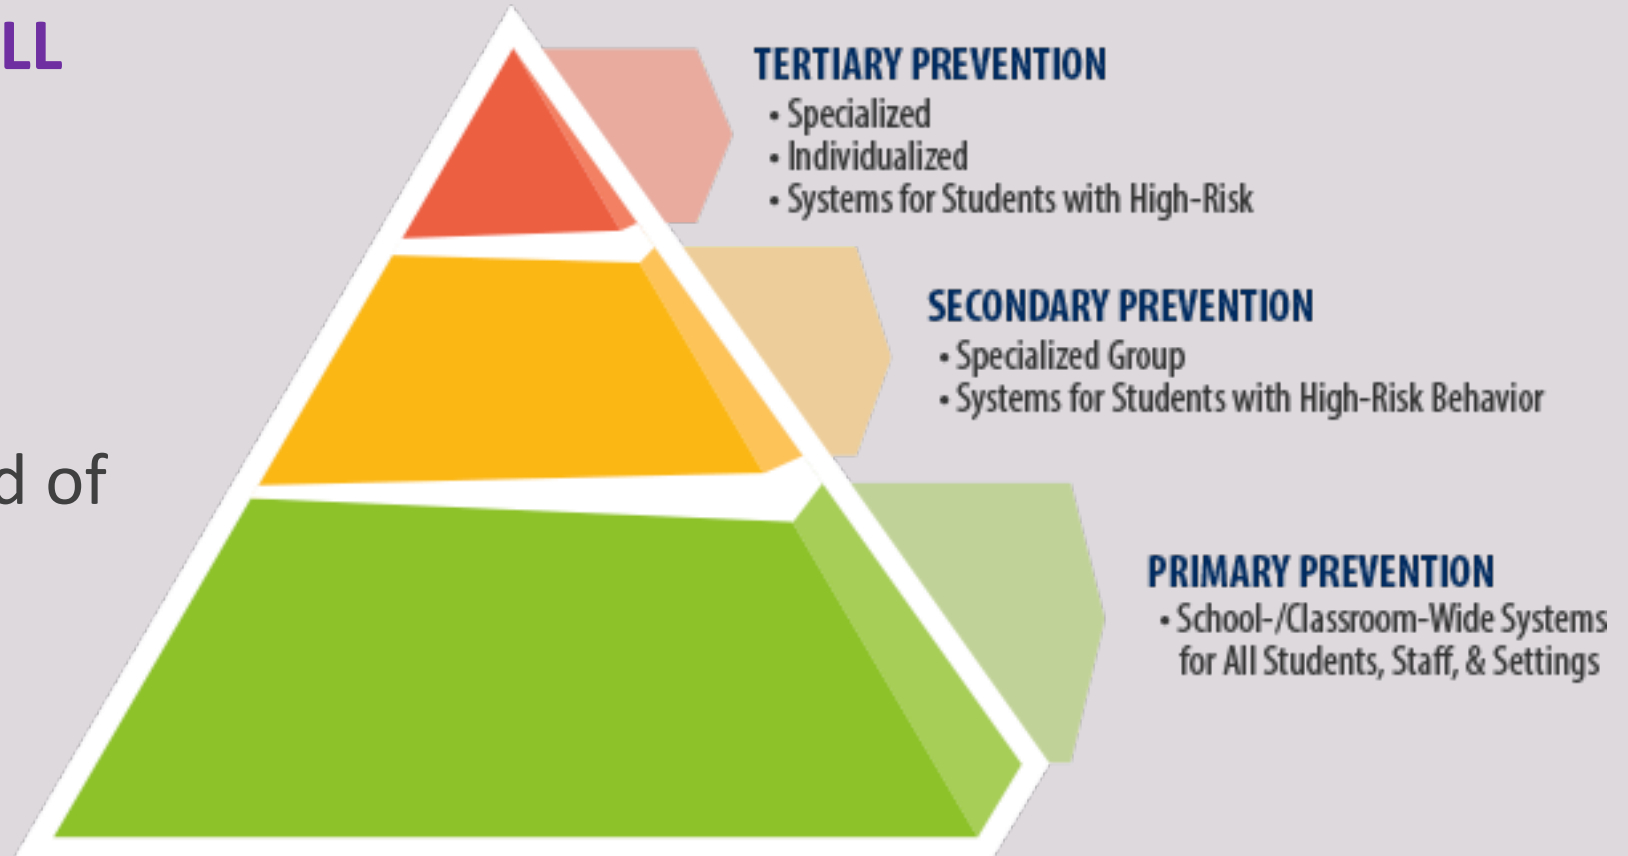 LL
TERTIARY PREVENTION
• Specialized
• Individualized
• Systems for Students with High-Risk
SECONDARY PREVENTION
• Specialized Group
• Systems for Students with High-Risk Behavior
d of
PRIMARY PREVENTION
• School-/Classroom-Wide Systems
for All Students, Staff, & Settings